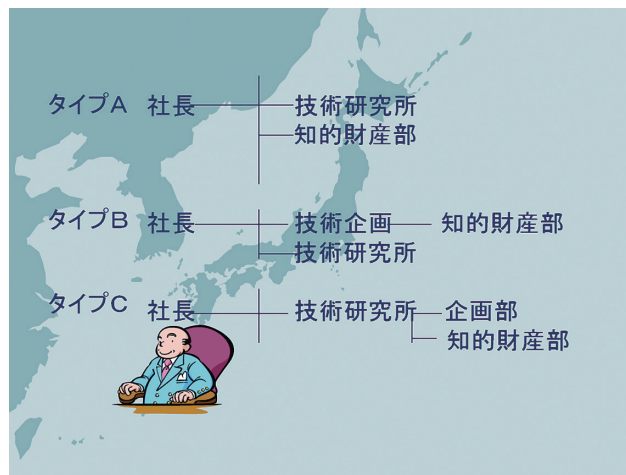 タイプA 社長 技術研究所
知的財産部
タイプB 社長 技術企画 知的財産部
技術研究所
タイプC 社長 技術研究所 企画部
知的財産部